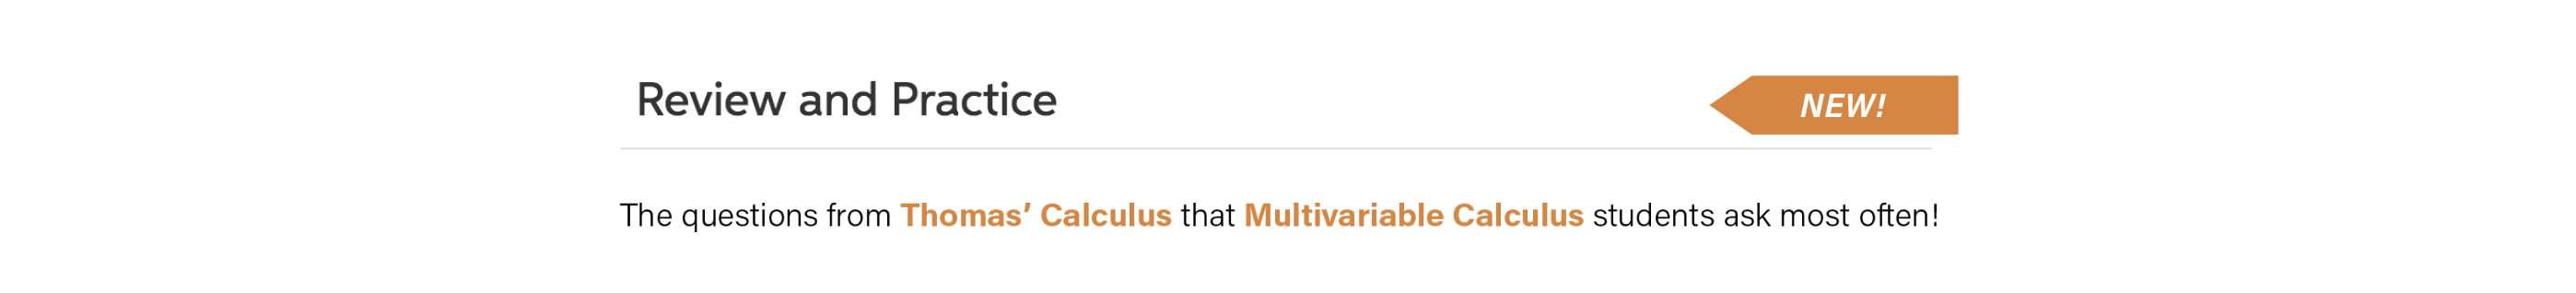 Review and Practice
NEW!
The questions from Thomas’ Calculus that Multivariable Calculus students ask most often!